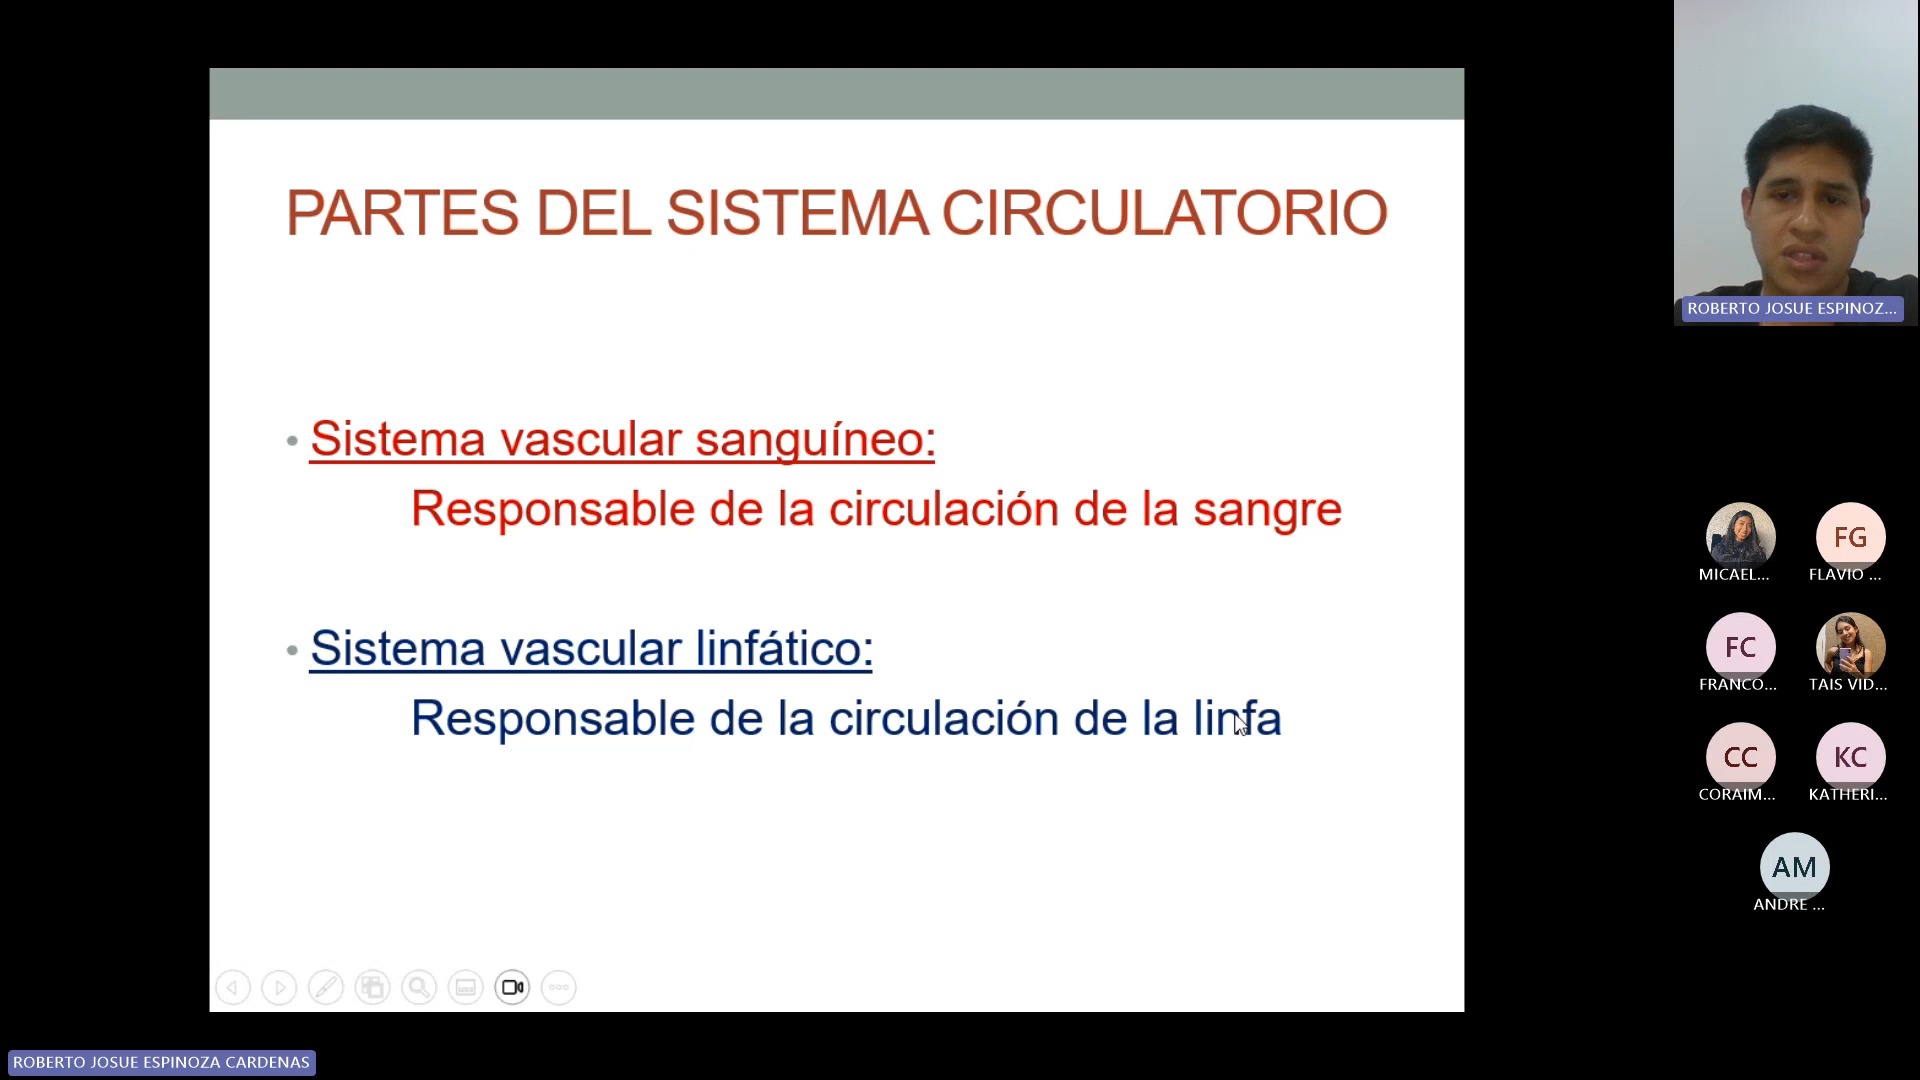 PARTES DEL SISTEMA CIRCULATORIO
• Sistema vascular sanguíneo:
Responsable de la circulación de la sangre
• Sistema vascular linfático:
Responsable de la circulación de la linfa
ROBERTO JOSUE ESPINOZ...
FG
MICAEL...
FLAVIO ...
FC
FRANCO...
TAIS VID...
CC
KC
CORAIM...
KATHERI...
AM
ANDRE ...
ROBERTO JOSUE ESPINOZA CARDENAS